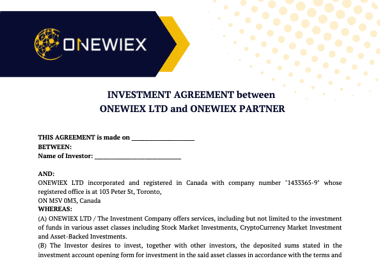 ONEWIEX
INVESTMENT AGREEMENT between
ONEWIEX LTD and ONEWIEX PARTNER
THIS AGREEMENT is made on ____________________
BETWEEN:
Name of Investor: ___________________________
AND:
ONEWIEX LTD incorporated and registered in Canada with company number "1433365-9" whose
registered office is at 103 Peter St, Toronto,
ON M5V 0M3, Canada
WHEREAS:
(A) ONEWIEX LTD / The Investment Company offers services, including but not limited to the investment
of funds in various asset classes including Stock Market Investments, CryptoCurrency Market Investment
and Asset-Backed Investments.
(B) The Investor desires to invest, together with other investors, the deposited sums stated in the
investment account opening form for investment in the said asset classes in accordance with the terms and